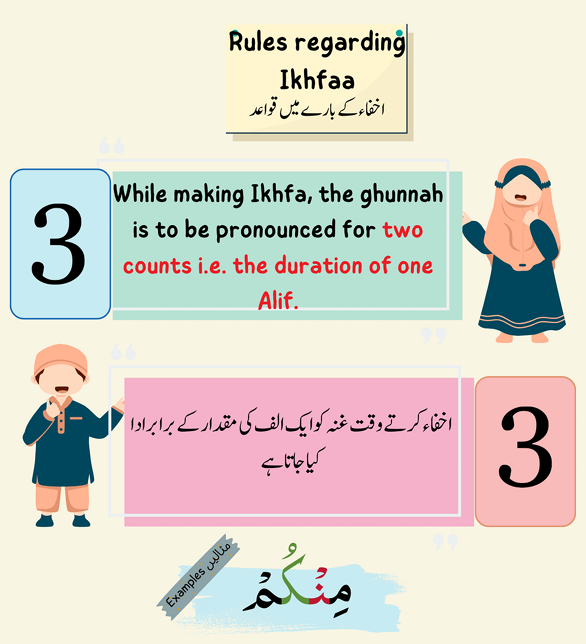 Rules regarding
Ikhfaa
اخفاء کے بارے میں قواعد
3
While making Ikhfa, the ghunnah
is to be pronounced for two
counts i.e. the duration of one
Alif.
اخفاء کرتے وقت غنہ کو ایک الف کی مقدار کے برابر ادا
کیا جاتا ہے
3
Examples مثالیں
مِنْكُمْ